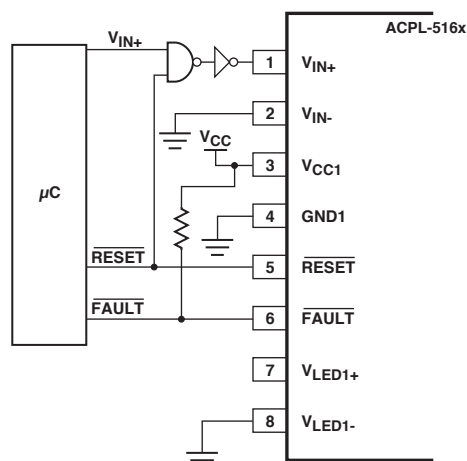 ACPL-516x
V_IN+
1
V_IN+
2
V_IN-
V_CC
3
V_CC1
µC
4
GND1
RESET
5
RESET
FAULT
6
FAULT
7
V_LED1+
8
V_LED1-